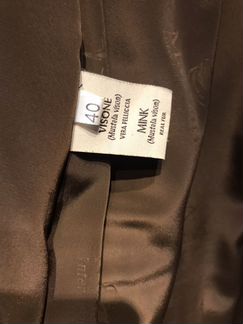 40
VISONE
(Mustela vison)
VERA PELLICCIA
MINK
(Mustela vison)
REAL FUR